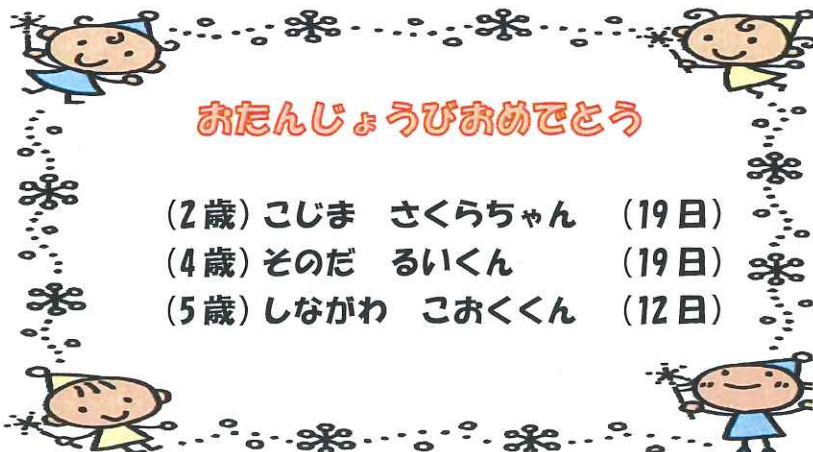 おたんじょうびおめでとう
(2歳)こじま　さくらちゃん　(19日)
(4歳)そのだ　るいくん　(19日)
(5歳)しながわ　こおくくん　(12日)